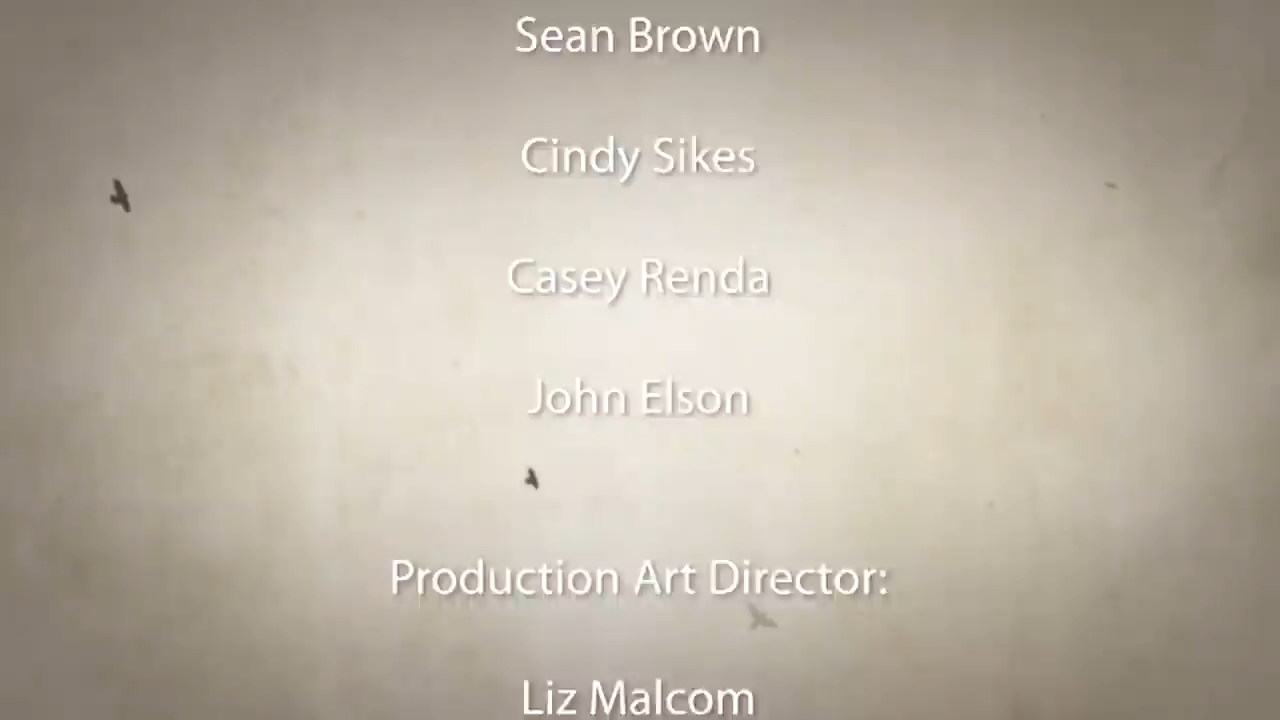 Sean Brown
Cindy Sikes
Casey Renda
John Elson
Production Art Director:
Liz Malcom